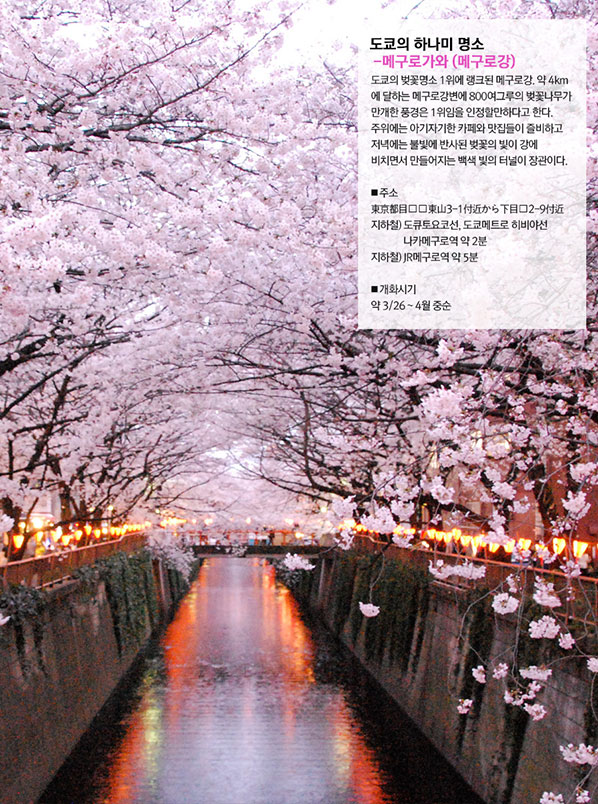 도쿄의 하나미 명소
-메구로가와 (메구로강)
도쿄의 벚꽃명소 1위에 랭크된 메구로강. 약 4km
에 달하는 메구로강변에 800여그루의 벚꽃나무가
만개한 풍경은 1위임을 인정할만하다고 한다.
주위에는 아기자기한 카페와 맛집들이 즐비하고
저녁에는 불빛에 반사된 벚꽃의 빛이 강에
비치면서 만들어지는 백색 빛의 터널이 장관이다.
■ 주소
東京都目□□東山3-1付近から下目□2-9付近
지하철) 도큐토요코선, 도쿄메트로 히비야선
나카메구로역 약 2분
지하철) JR메구로역 약 5분
■ 개화시기
약 3/26 ~ 4월 중순